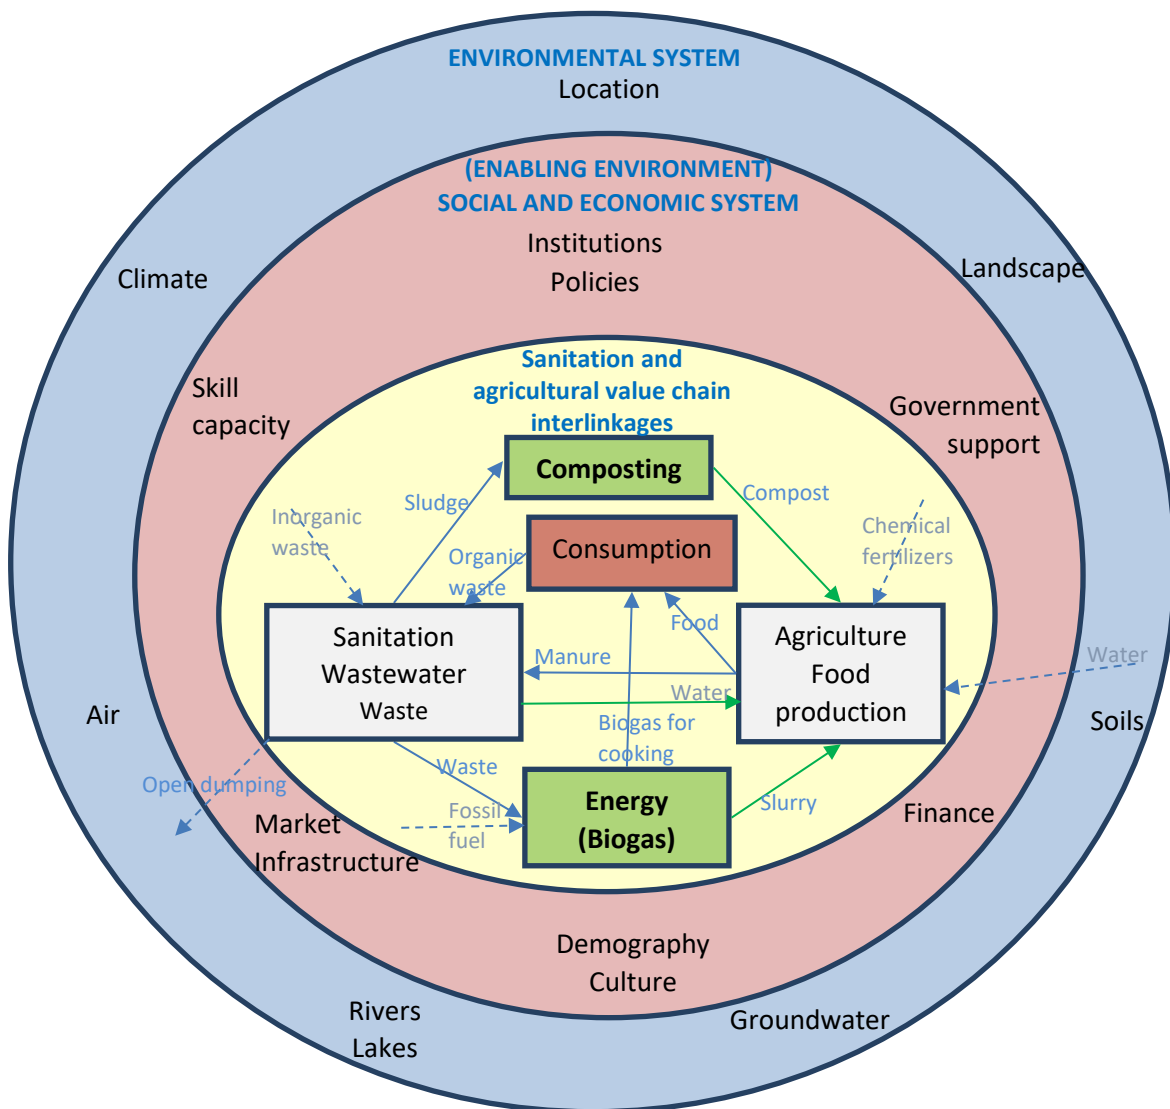 ENVIRONMENTAL SYSTEM
Location
(ENABLING ENVIRONMENT)
SOCIAL AND ECONOMIC SYSTEM
Institutions
Policies
Climate
Landscape
Skill
capacity
Government
support
Sanitation and
agricultural value chain
interlinkages
Composting
Sludge
Compost
Inorganic
waste
Organic
waste
Consumption
Chemical
fertilizers
Sanitation
Wastewater
Waste
Manure
Food
Water
Agriculture
Food
production
Water
Air
Soils
Biogas for
cooking
Waste
Open dumping
Energy
(Biogas)
Slurry
Fossil
fuel
Market
Infrastructure
Finance
Demography
Culture
Rivers
Lakes
Groundwater